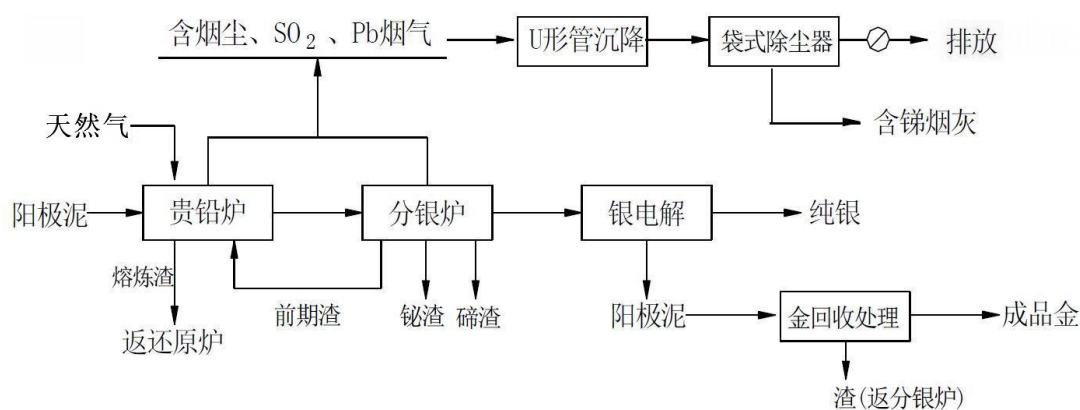 含烟尘、SO₂、Pb烟气
U形管沉降
袋式除尘器
排放
含锑烟灰
天然气
阳极泥
贵铅炉
分银炉
银电解
纯银
熔炼渣
返还原炉
前期渣
铋渣
碲渣
阳极泥
金回收处理
成品金
渣(返分银炉)